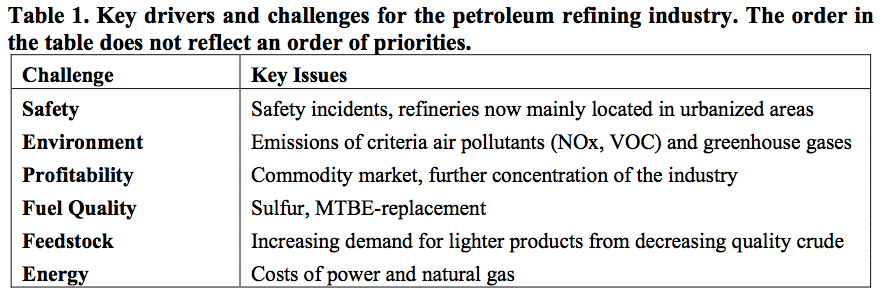 Table 1. Key drivers and challenges for the petroleum refining industry. The order in
the table does not reflect an order of priorities.
Challenge Key Issues
Safety Safety incidents, refineries now mainly located in urbanized areas
Environment Emissions of criteria air pollutants (NOx, VOC) and greenhouse gases
Profitability Commodity market, further concentration of the industry
Fuel Quality Sulfur, MTBE-replacement
Feedstock Increasing demand for lighter products from decreasing quality crude
Energy Costs of power and natural gas